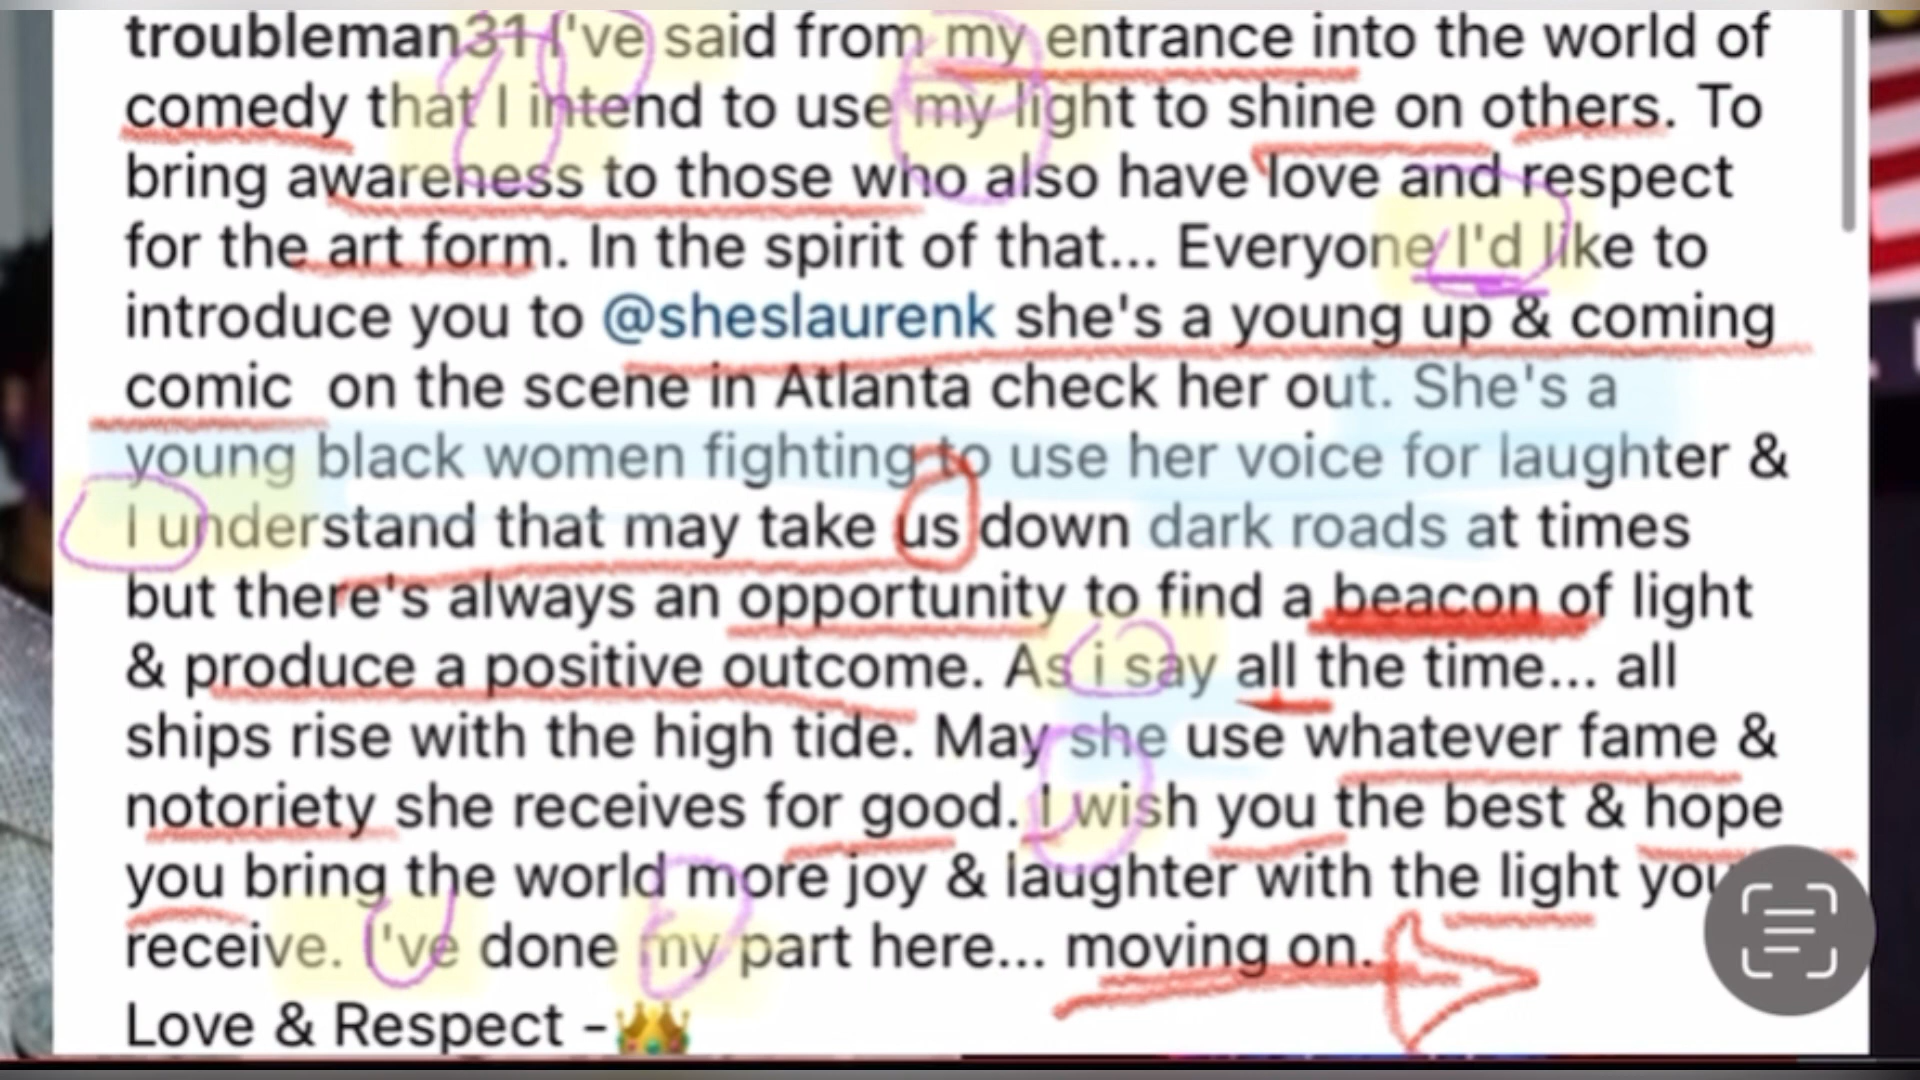 troubleman31 I've said from my entrance into the world of
comedy that I intend to use my light to shine on others. To
bring awareness to those who also have love and respect
for the art form. In the spirit of that... Everyone I'd like to
introduce you to @sheslaurenk she's a young up & coming
comic  on the scene in Atlanta check her out. She's a
young black women fighting to use her voice for laughter &
I understand that may take us down dark roads at times
but there's always an opportunity to find a beacon of light
& produce a positive outcome. As i say all the time... all
ships rise with the high tide. May she use whatever fame &
notoriety she receives for good. I wish you the best & hope
you bring the world more joy & laughter with the light you
receive. I've done my part here... moving on.
Love & Respect -👑